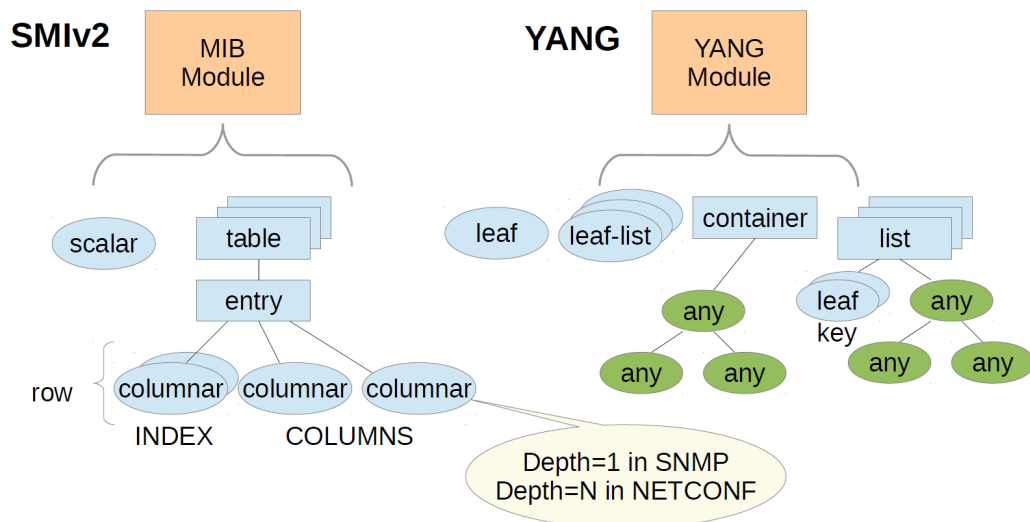 SMIv2
MIB
Module
scalar
table
entry
row
columnar
columnar
columnar
INDEX
COLUMNS
YANG
YANG
Module
leaf
leaf-list
container
list
any
any
any
leaf
key
any
any
any
Depth=1 in SNMP
Depth=N in NETCONF